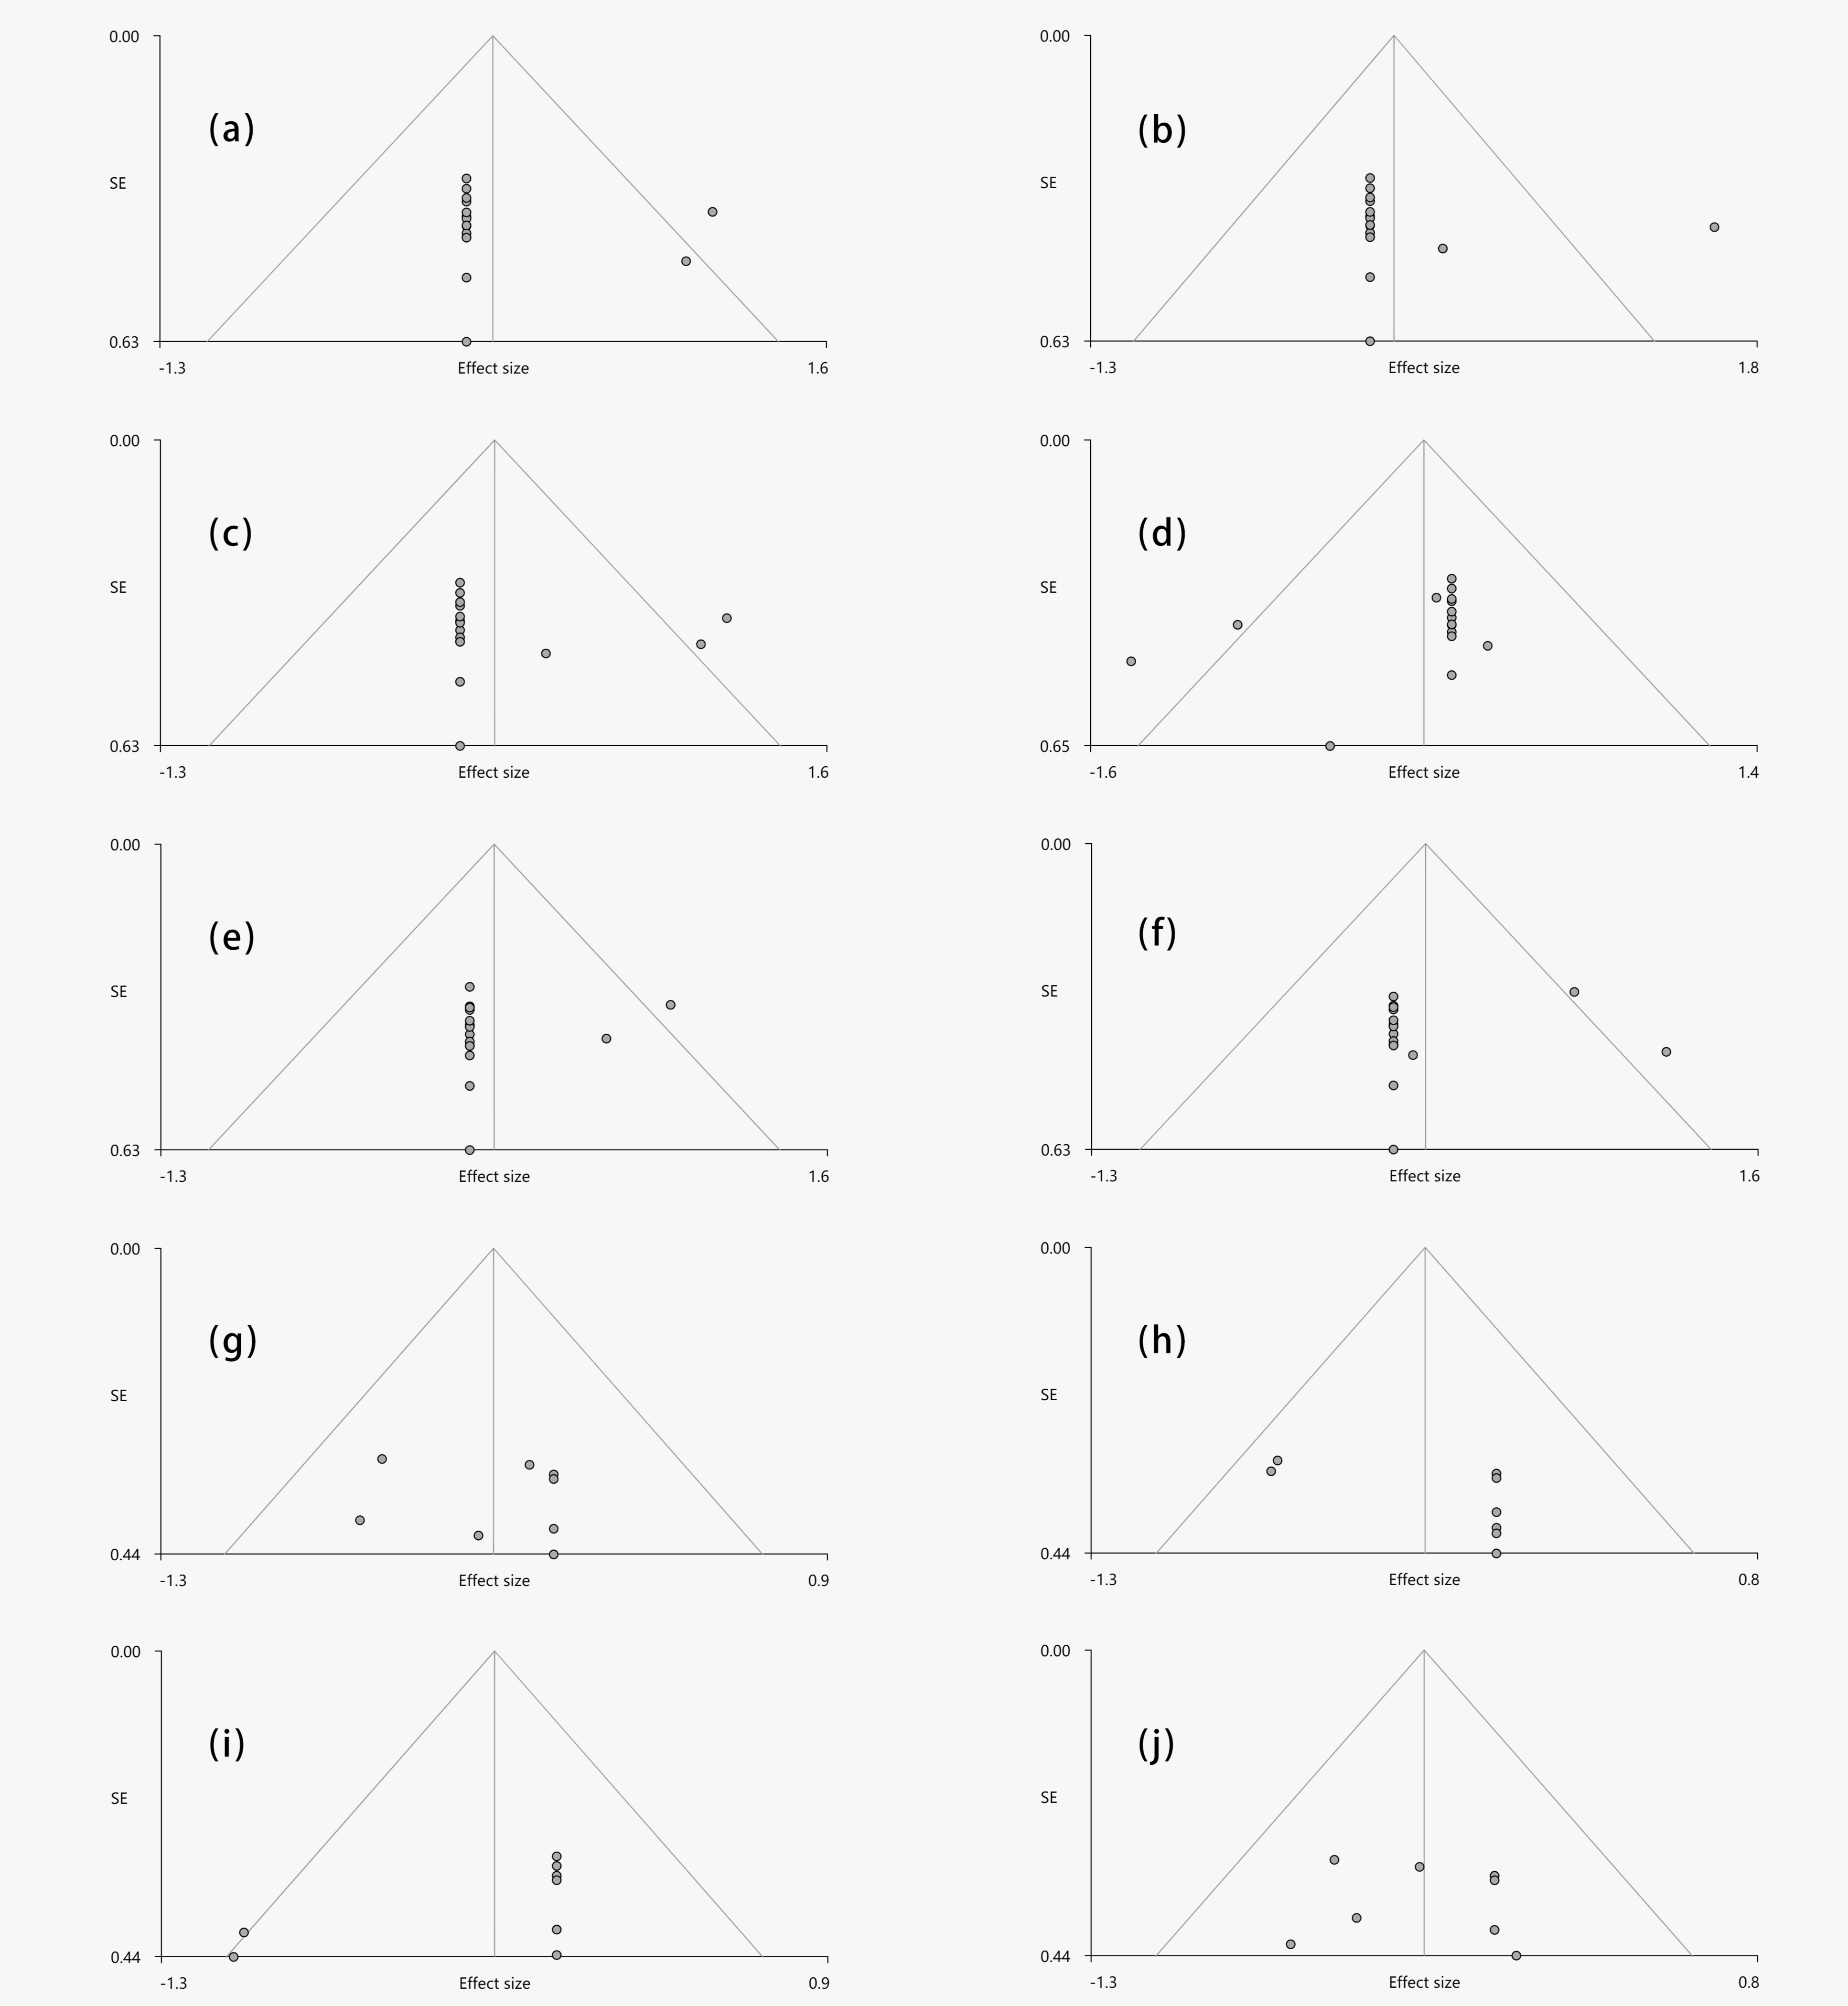 0.00
(a)
SE
0.63
-1.3
Effect size
1.6
0.00
(b)
SE
0.63
-1.3
Effect size
1.8
0.00
(c)
SE
0.63
-1.3
Effect size
1.6
0.00
(d)
SE
0.65
-1.6
Effect size
1.4
0.00
(e)
SE
0.63
-1.3
Effect size
1.6
0.00
(f)
SE
0.63
-1.3
Effect size
1.6
0.00
(g)
SE
0.44
-1.3
Effect size
0.9
0.00
(h)
SE
0.44
-1.3
Effect size
0.8
0.00
(i)
SE
0.44
-1.3
Effect size
0.9
0.00
(j)
SE
0.44
-1.3
Effect size
0.8